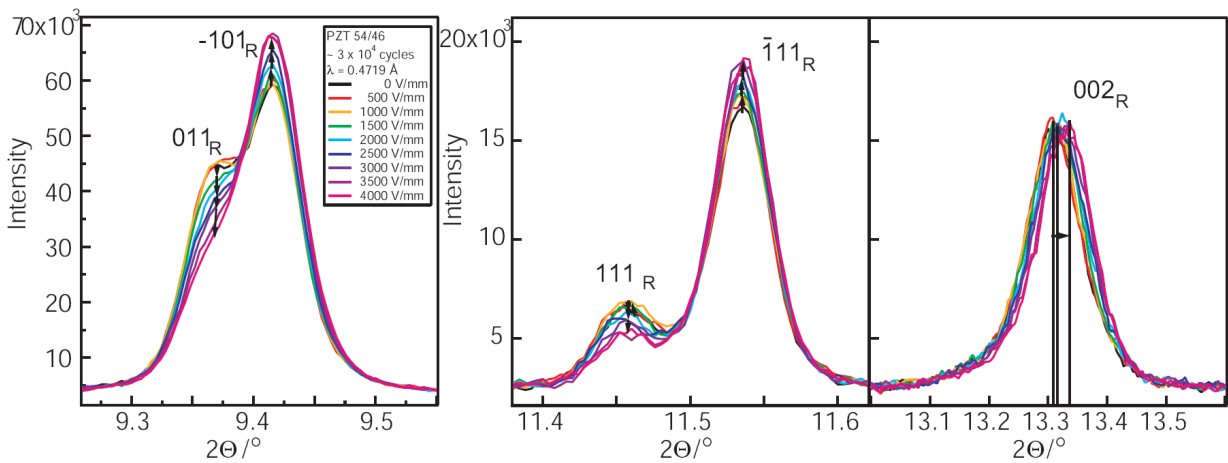 70x10³
60
50
40
30
20
10
Intensity
-101R
011R
PZT 54/46
~ 3 x 10⁴ cycles
λ = 0.4719 Å
0 V/mm
500 V/mm
1000 V/mm
1500 V/mm
2000 V/mm
2500 V/mm
3000 V/mm
3500 V/mm
4000 V/mm
9.3 9.4 9.5
2Θ/°
20x10³
15
10
5
Intensity
1̄11R
111R
11.4 11.5 11.6
2Θ/°
002R
13.1 13.2 13.3 13.4 13.5
2Θ/°